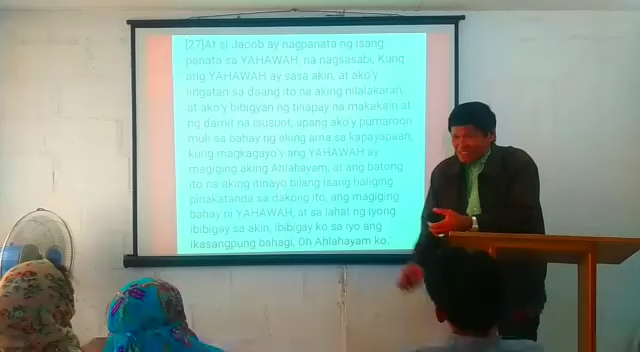 [27]At si Jacob ay nagpanata ng isang
panata sa YAHAWAH na nagsasabi, Kung
ang YAHAWAH ay sasa akin, at ako'y
iingatan sa daang ito na aking nilalakaran,
at ako'y bibigyan ng tinapay na makakain at
ng damit na isusuot, upang ako'y pumaroon
muli sa bahay ng aking ama sa kapayapaan,
kung magkagayo'y ang YAHAWAH ay
magiging aking Ahlahayam, at ang batong
ito na aking itinayo bilang isang haliging
pinakatanda sa dakong ito, ang magiging
bahay ni YAHAWAH, at sa lahat ng iyong
ibibigay sa akin, ibibigay ko sa iyo ang
ikasangpung bahagi, Oh Ahlahayam ko.'